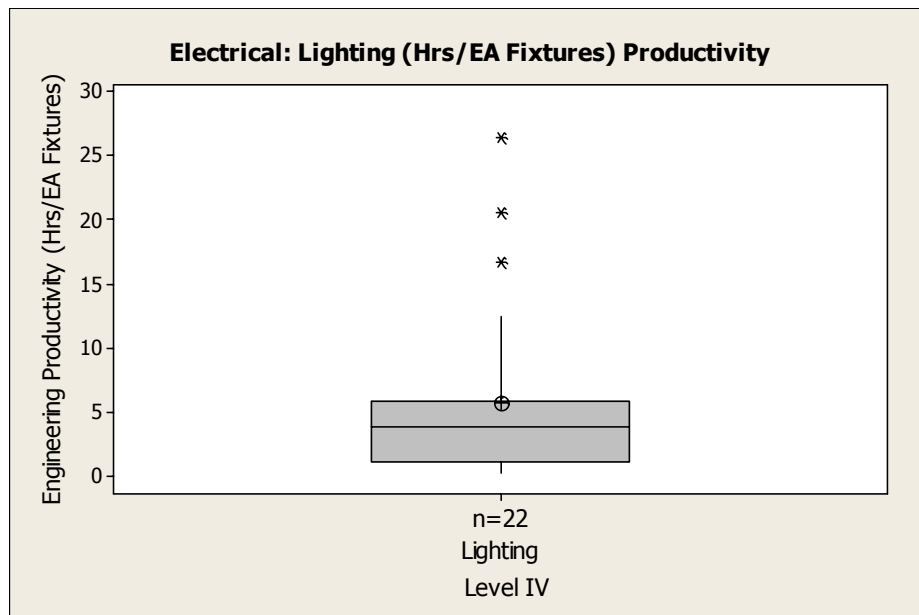 Electrical: Lighting (Hrs/EA Fixtures) Productivity
Engineering Productivity (Hrs/EA Fixtures)
30
25
20
15
10
5
0
n=22
Lighting
Level IV